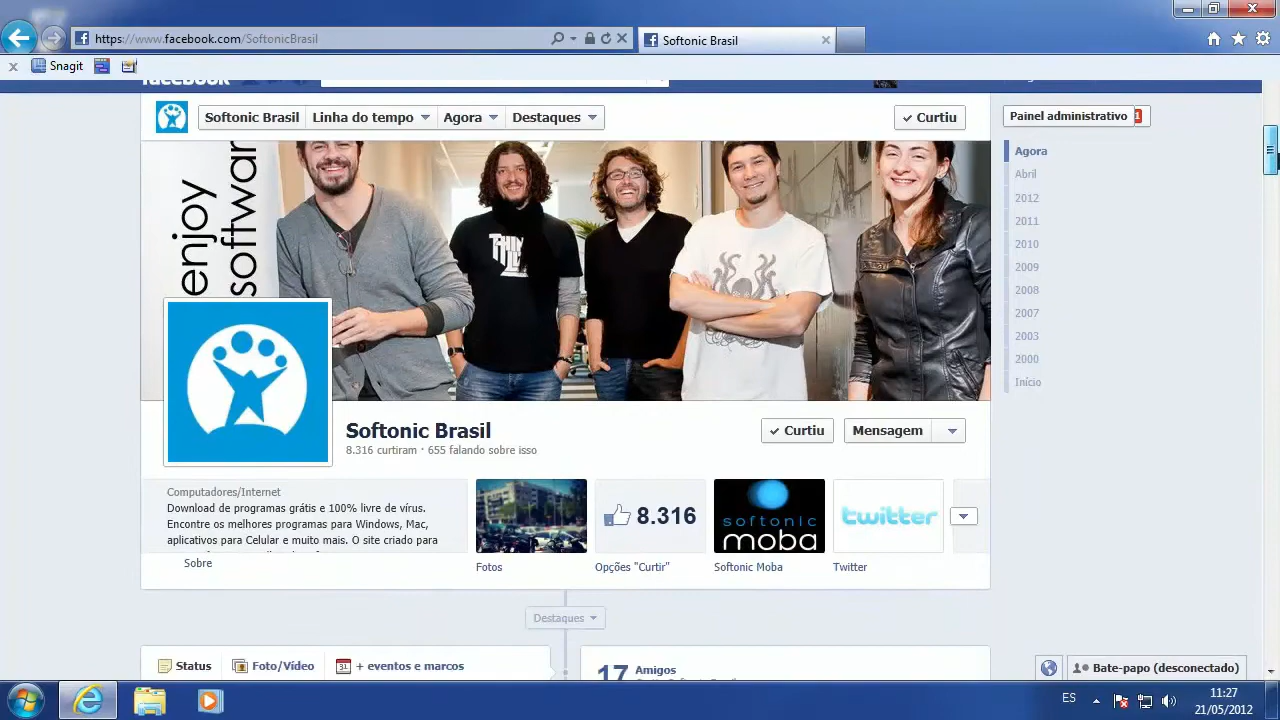 https://www.facebook.com/SoftonicBrasil
Softonic Brasil
Snagit
facebook
Softonic Brasil
Linha do tempo
Agora
Destaques
Curtiu
Painel administrativo
1
Agora
Abril
2012
2011
2010
2009
2008
2007
2003
2000
Início
enjoy
software
Softonic Brasil
8.316 curtiram · 655 falando sobre isso
Curtiu
Mensagem
Computadores/Internet
Download de programas grátis e 100% livre de vírus.
Encontre os melhores programas para Windows, Mac,
aplicativos para Celular e muito mais. O site criado para
Sobre
8.316
softonic
moba
twitter
Fotos
Opções "Curtir"
Softonic Moba
Twitter
Destaques
Status
Foto/Vídeo
31
+ eventos e marcos
17
Amigos
Bate-papo (desconectado)
ES
11:27
21/05/2012